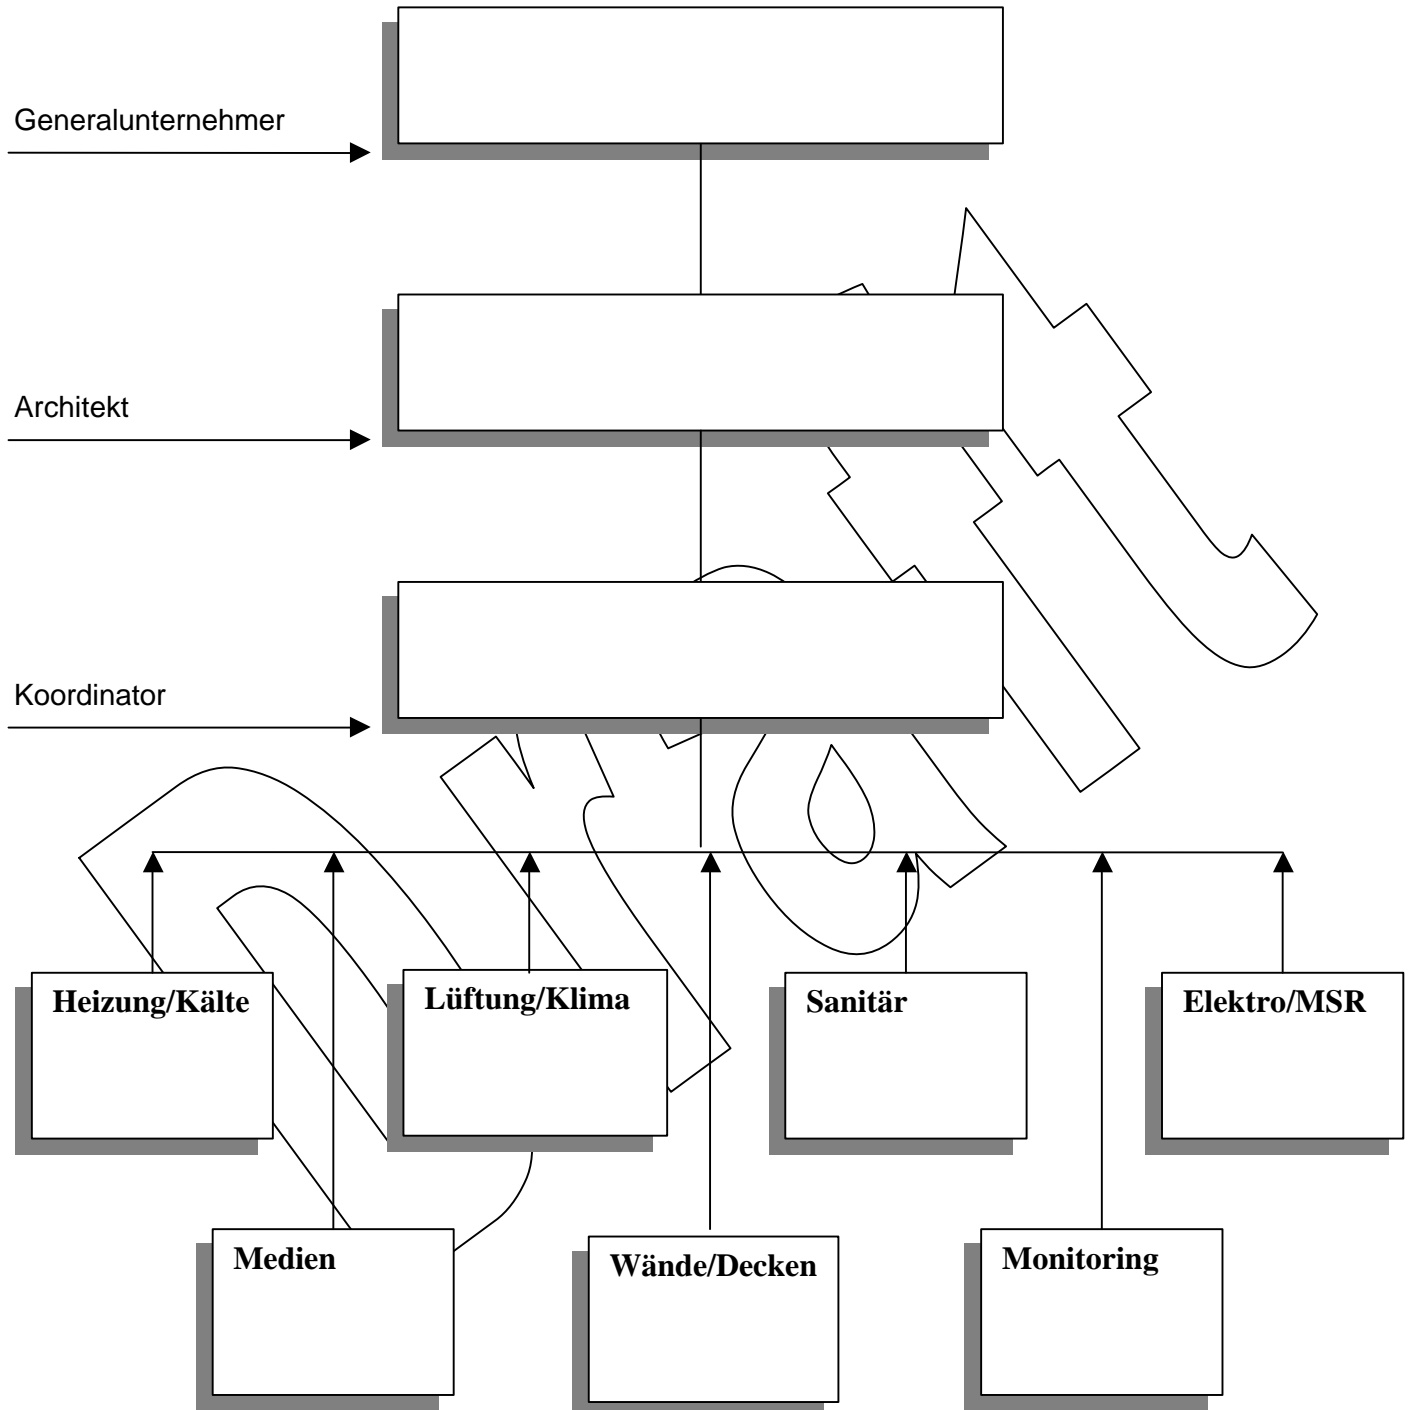 Generalunternehmer
Architekt
Koordinator
Heizung/Kälte
Lüftung/Klima
Sanitär
Elektro/MSR
Medien
Wände/Decken
Monitoring
Draft